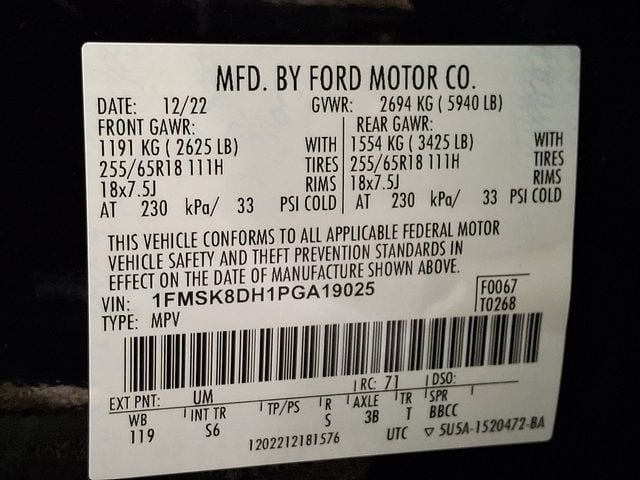 MFD. BY FORD MOTOR CO.
DATE: 12/22 GVWR: 2694 KG ( 5940 LB)
FRONT GAWR: REAR GAWR:
1191 KG ( 2625 LB) WITH 1554 KG ( 3425 LB) WITH
255/65R18 111H TIRES 255/65R18 111H TIRES
18x7.5J RIMS 18x7.5J RIMS
AT 230 kPa/ 33 PSI COLD AT 230 kPa/ 33 PSI COLD
THIS VEHICLE CONFORMS TO ALL APPLICABLE FEDERAL MOTOR
VEHICLE SAFETY AND THEFT PREVENTION STANDARDS IN
EFFECT ON THE DATE OF MANUFACTURE SHOWN ABOVE.
VIN: 1FMSK8DH1PGA19025 F0067
TYPE: MPV T0268
EXT PNT: UM RC: 71 DSO:
WB INT TR TP/PS R AXLE TR SPR
119 S6 S 3B T BBCC
1202212181576 UTC ▽ 5U5A-1520472-BA